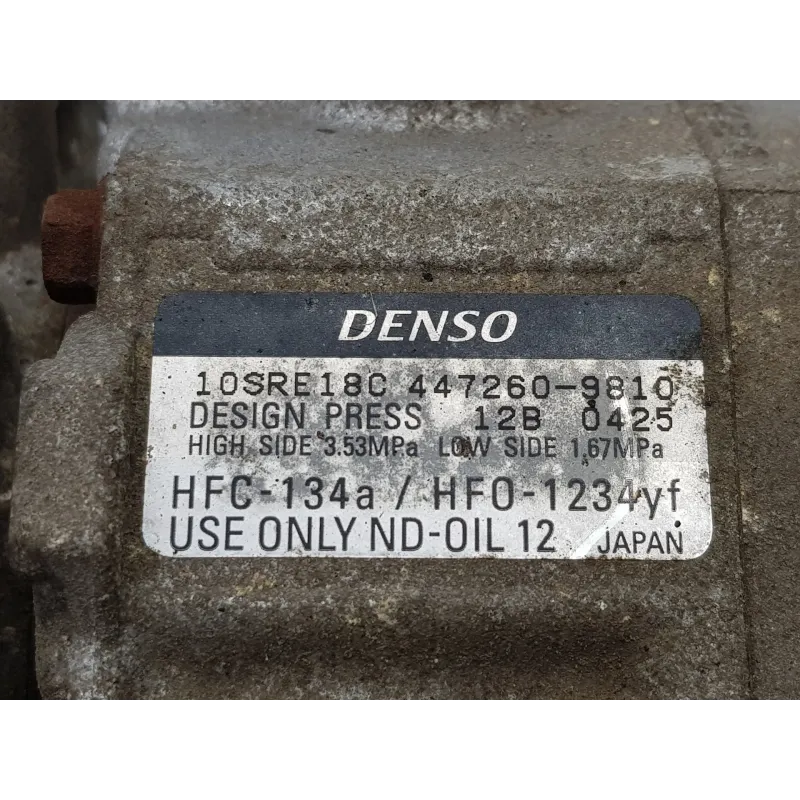 DENSO
10SRE18C 447260-9810
DESIGN PRESS 12B 0425
HIGH SIDE 3.53MPa LOW SIDE 1.67MPa
HFC-134a / HFO-1234yf
USE ONLY ND-OIL 12 JAPAN